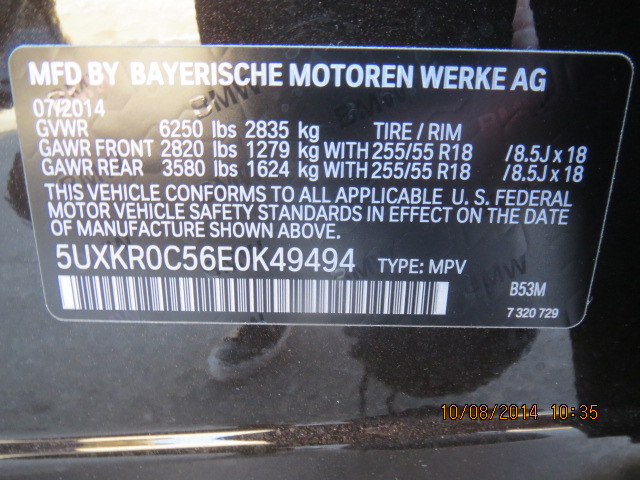 MFD BY BAYERISCHE MOTOREN WERKE AG
07/2014
GVWR 6250 lbs 2835 kg TIRE / RIM
GAWR FRONT 2820 lbs 1279 kg WITH 255/55 R18 /8.5J x 18
GAWR REAR 3580 lbs 1624 kg WITH 255/55 R18 /8.5J x 18
THIS VEHICLE CONFORMS TO ALL APPLICABLE U. S. FEDERAL
MOTOR VEHICLE SAFETY STANDARDS IN EFFECT ON THE DATE
OF MANUFACTURE SHOWN ABOVE.
5UXKR0C56E0K49494 TYPE: MPV
B53M
7 320 729
10/08/2014 10:35